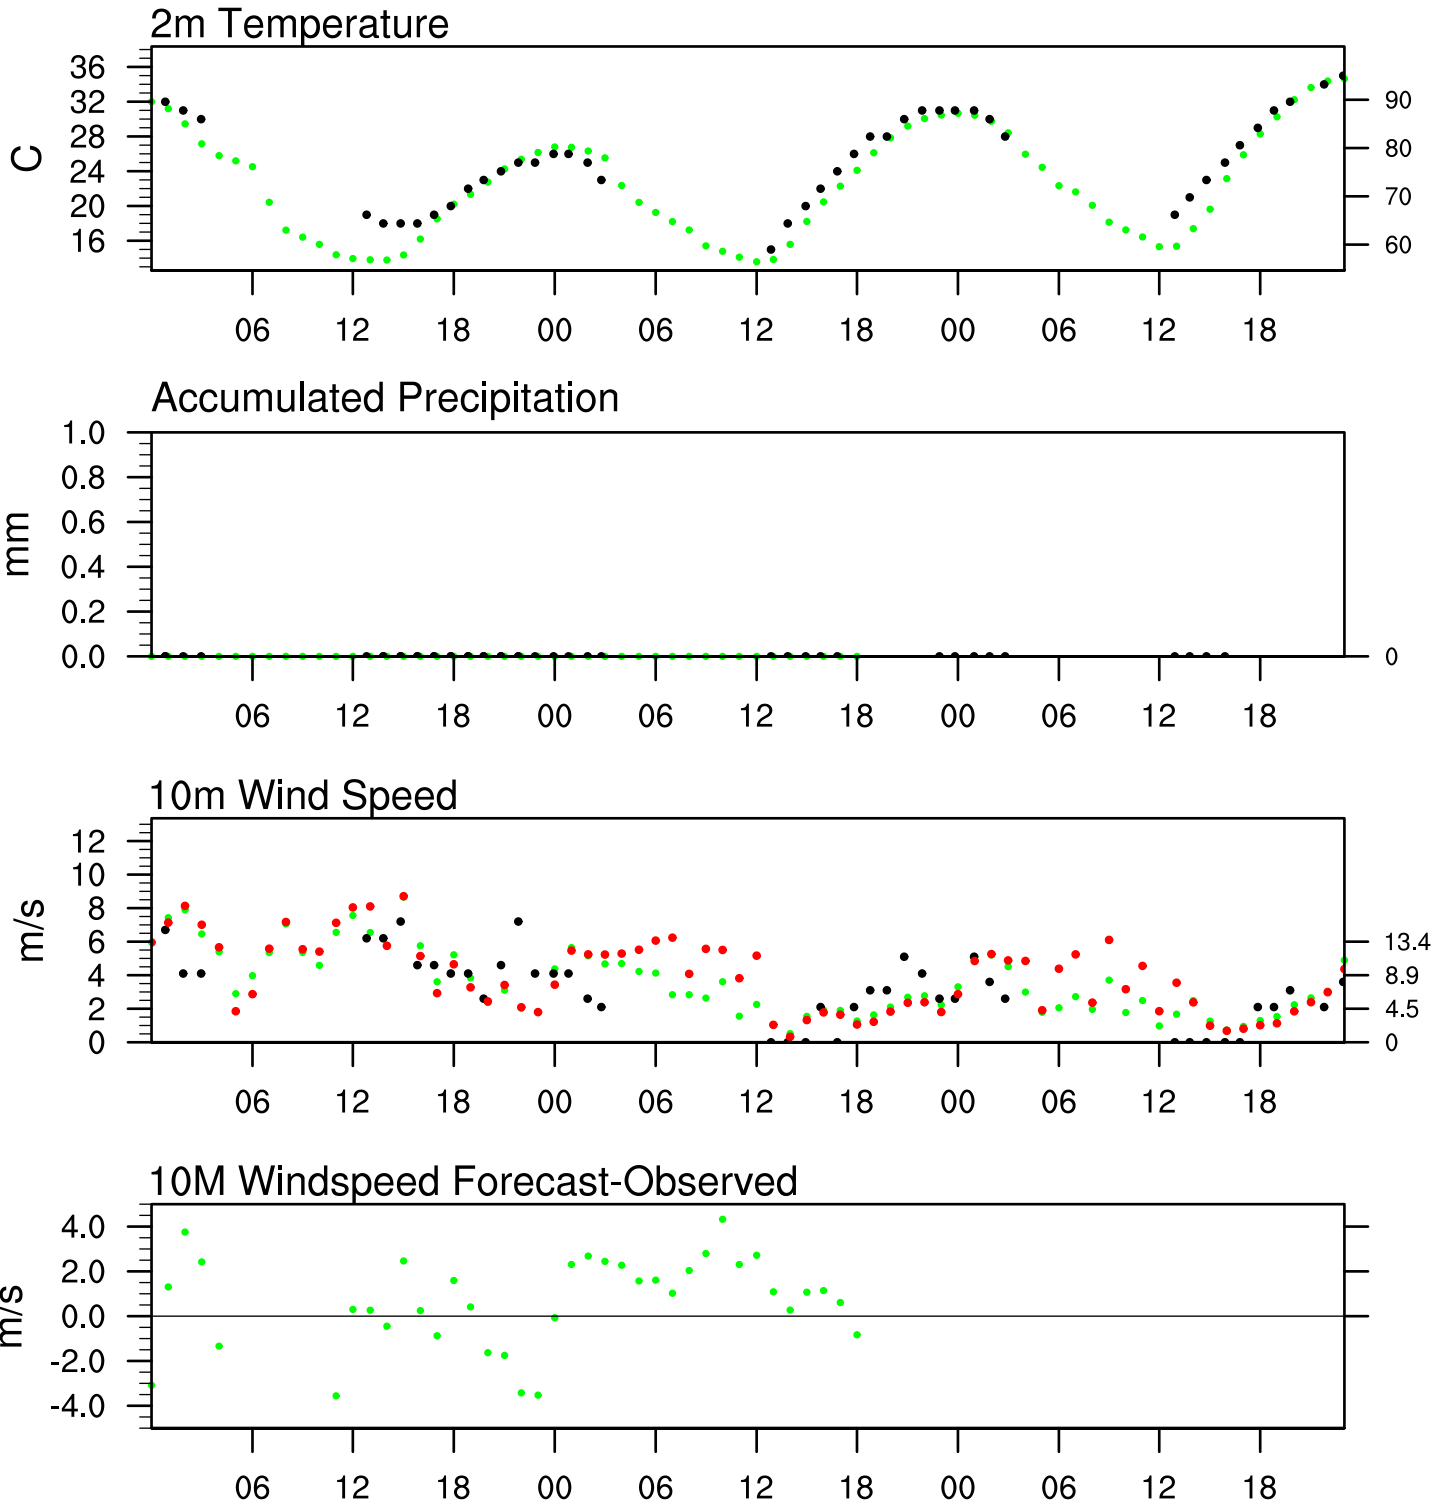 2m Temperature
36
32
28
24
20
16
C
90
80
70
60
06 12 18 00 06 12 18 00 06 12 18
Accumulated Precipitation
1.0
0.8
0.6
0.4
0.2
0.0
mm
0
06 12 18 00 06 12 18 00 06 12 18
10m Wind Speed
12
10
8
6
4
2
0
m/s
13.4
8.9
4.5
0
06 12 18 00 06 12 18 00 06 12 18
10M Windspeed Forecast-Observed
4.0
2.0
0.0
-2.0
-4.0
m/s
06 12 18 00 06 12 18 00 06 12 18